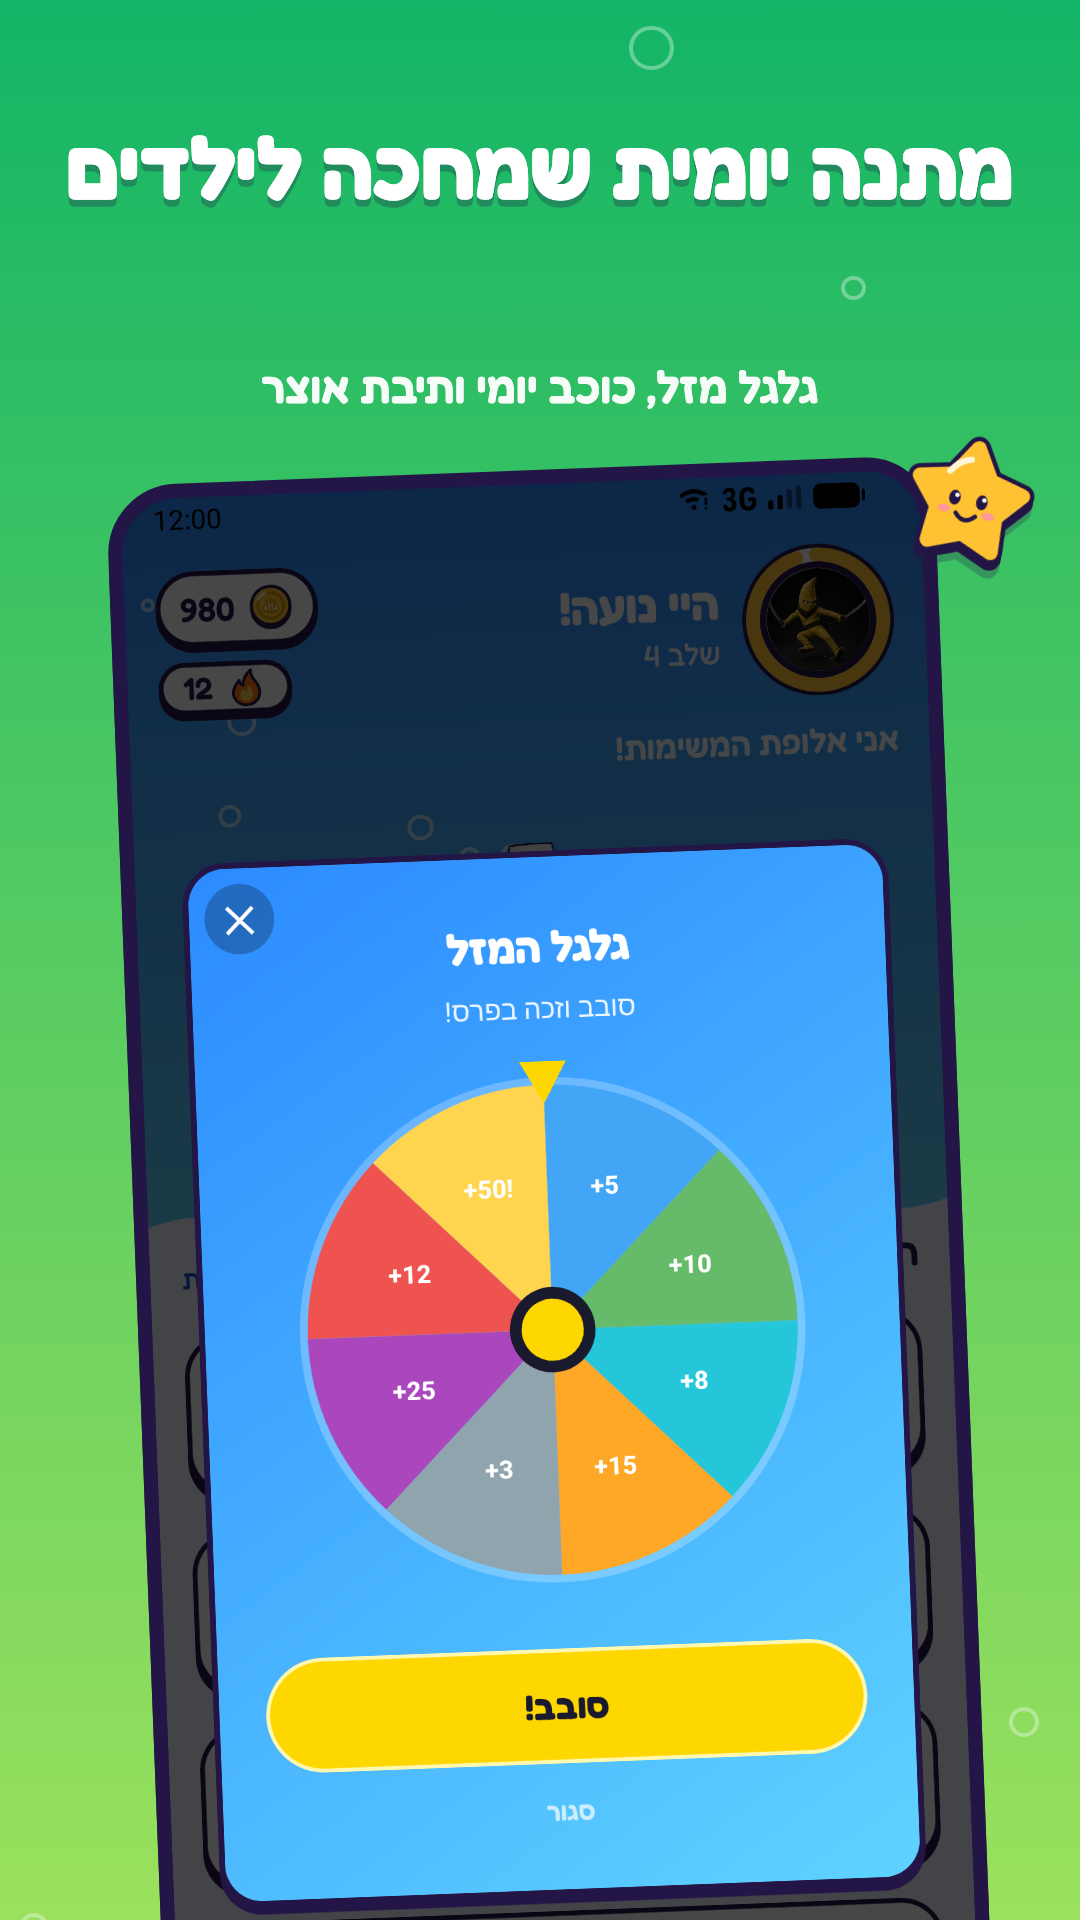 מתנה יומית שמחכה לילדים
גלגל מזל, כוכב יומי ותיבת אוצר
12:00
3G
980
היי נועה!
שלב 4
12
אני אלופת המשימות!
גלגל המזל
סובב וזכה בפרס!
+50!
+5
+12
+10
+25
+8
+3
+15
סובב!
סגור